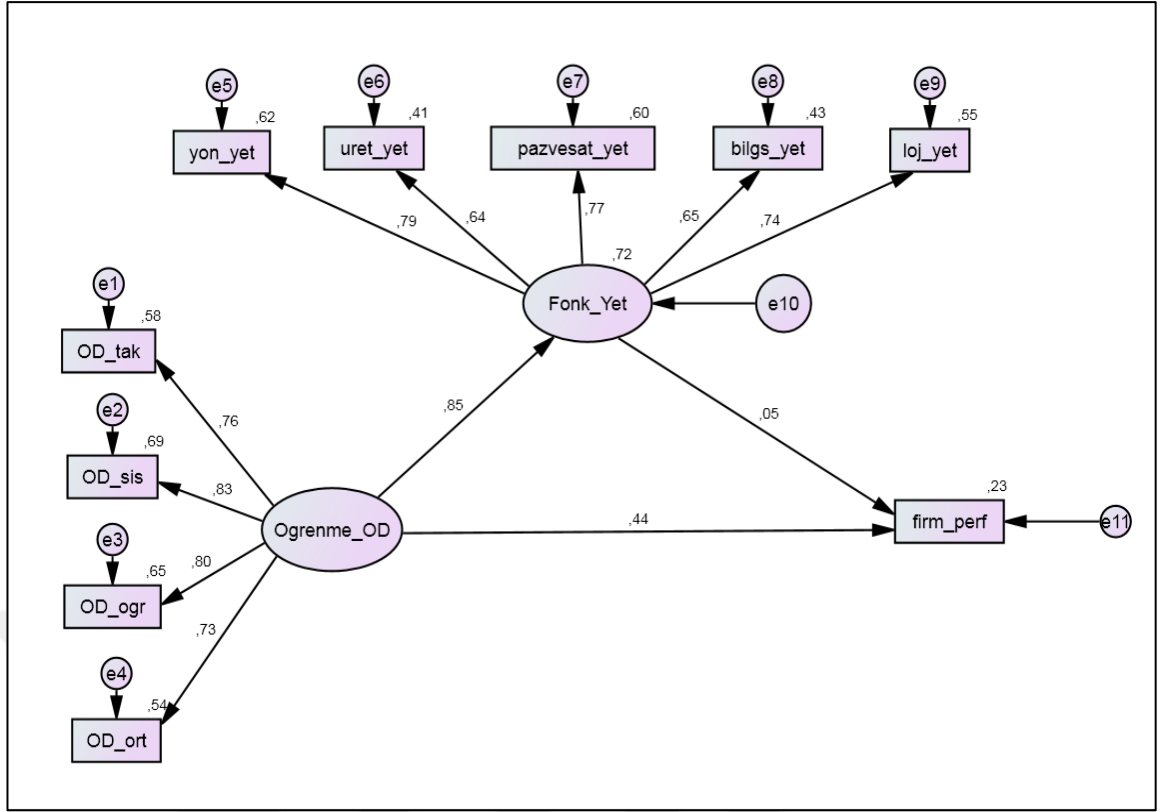 e5
e6
e7
e8
e9
,62
,41
,60
,43
,55
yon_yet
uret_yet
pazvesat_yet
bilgs_yet
loj_yet
,79
,64
,77
,65
,74
,72
Fonk_Yet
e10
e1
,58
OD_tak
,76
e2
,69
OD_sis
,83
,85
,05
Ogrenme_OD
,44
,23
firm_perf
e11
e3
,65
OD_ogr
,80
,73
e4
,54
OD_ort